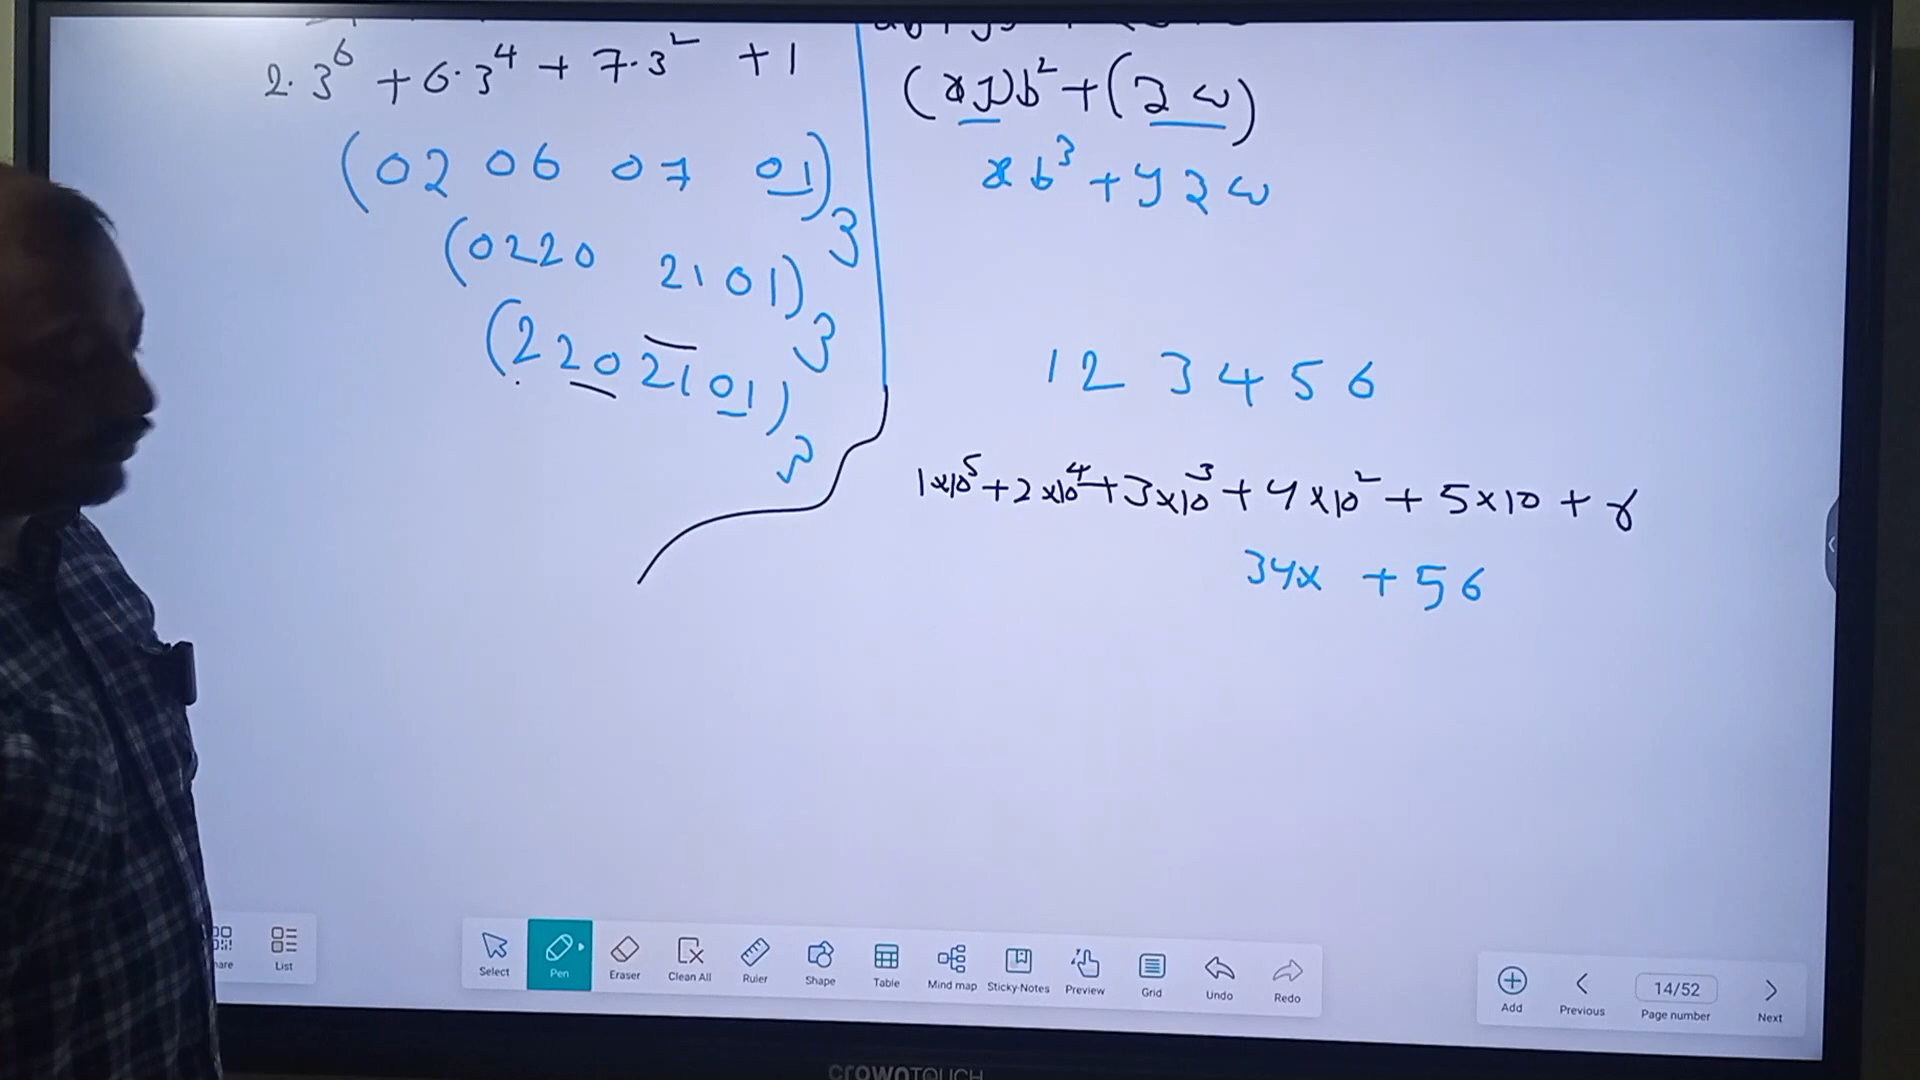 2·3⁶ + 6·3⁴ + 7·3² + 1
(02 06 07 01)₃
(0220 2101)₃
(2202101)₃
(xy)b² + (zw)
xb³ + yzw
123456
1×10⁵ + 2×10⁴ + 3×10³ + 4×10² + 5×10 + 6
34x + 56
List
Select
Pen
Eraser
Clean All
Ruler
Shape
Table
Mind map
Sticky-Notes
Preview
Grid
Undo
Redo
Add
Previous
14/52
Page number
Next
CROWNTOUCH